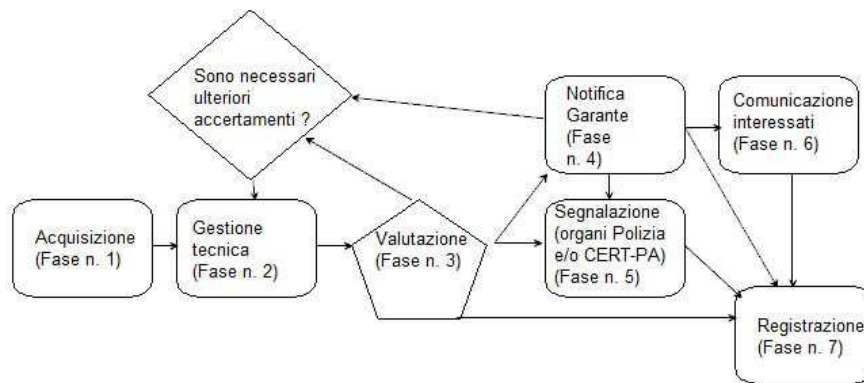 Sono necessari
ulteriori
accertamenti ?
Notifica
Garante
(Fase
n. 4)
Comunicazione
interessati
(Fase n. 6)
Acquisizione
(Fase n. 1)
Gestione
tecnica
(Fase n. 2)
Valutazione
(Fase n. 3)
Segnalazione
(organi Polizia
e/o CERT-PA)
(Fase n. 5)
Registrazione
(Fase n. 7)